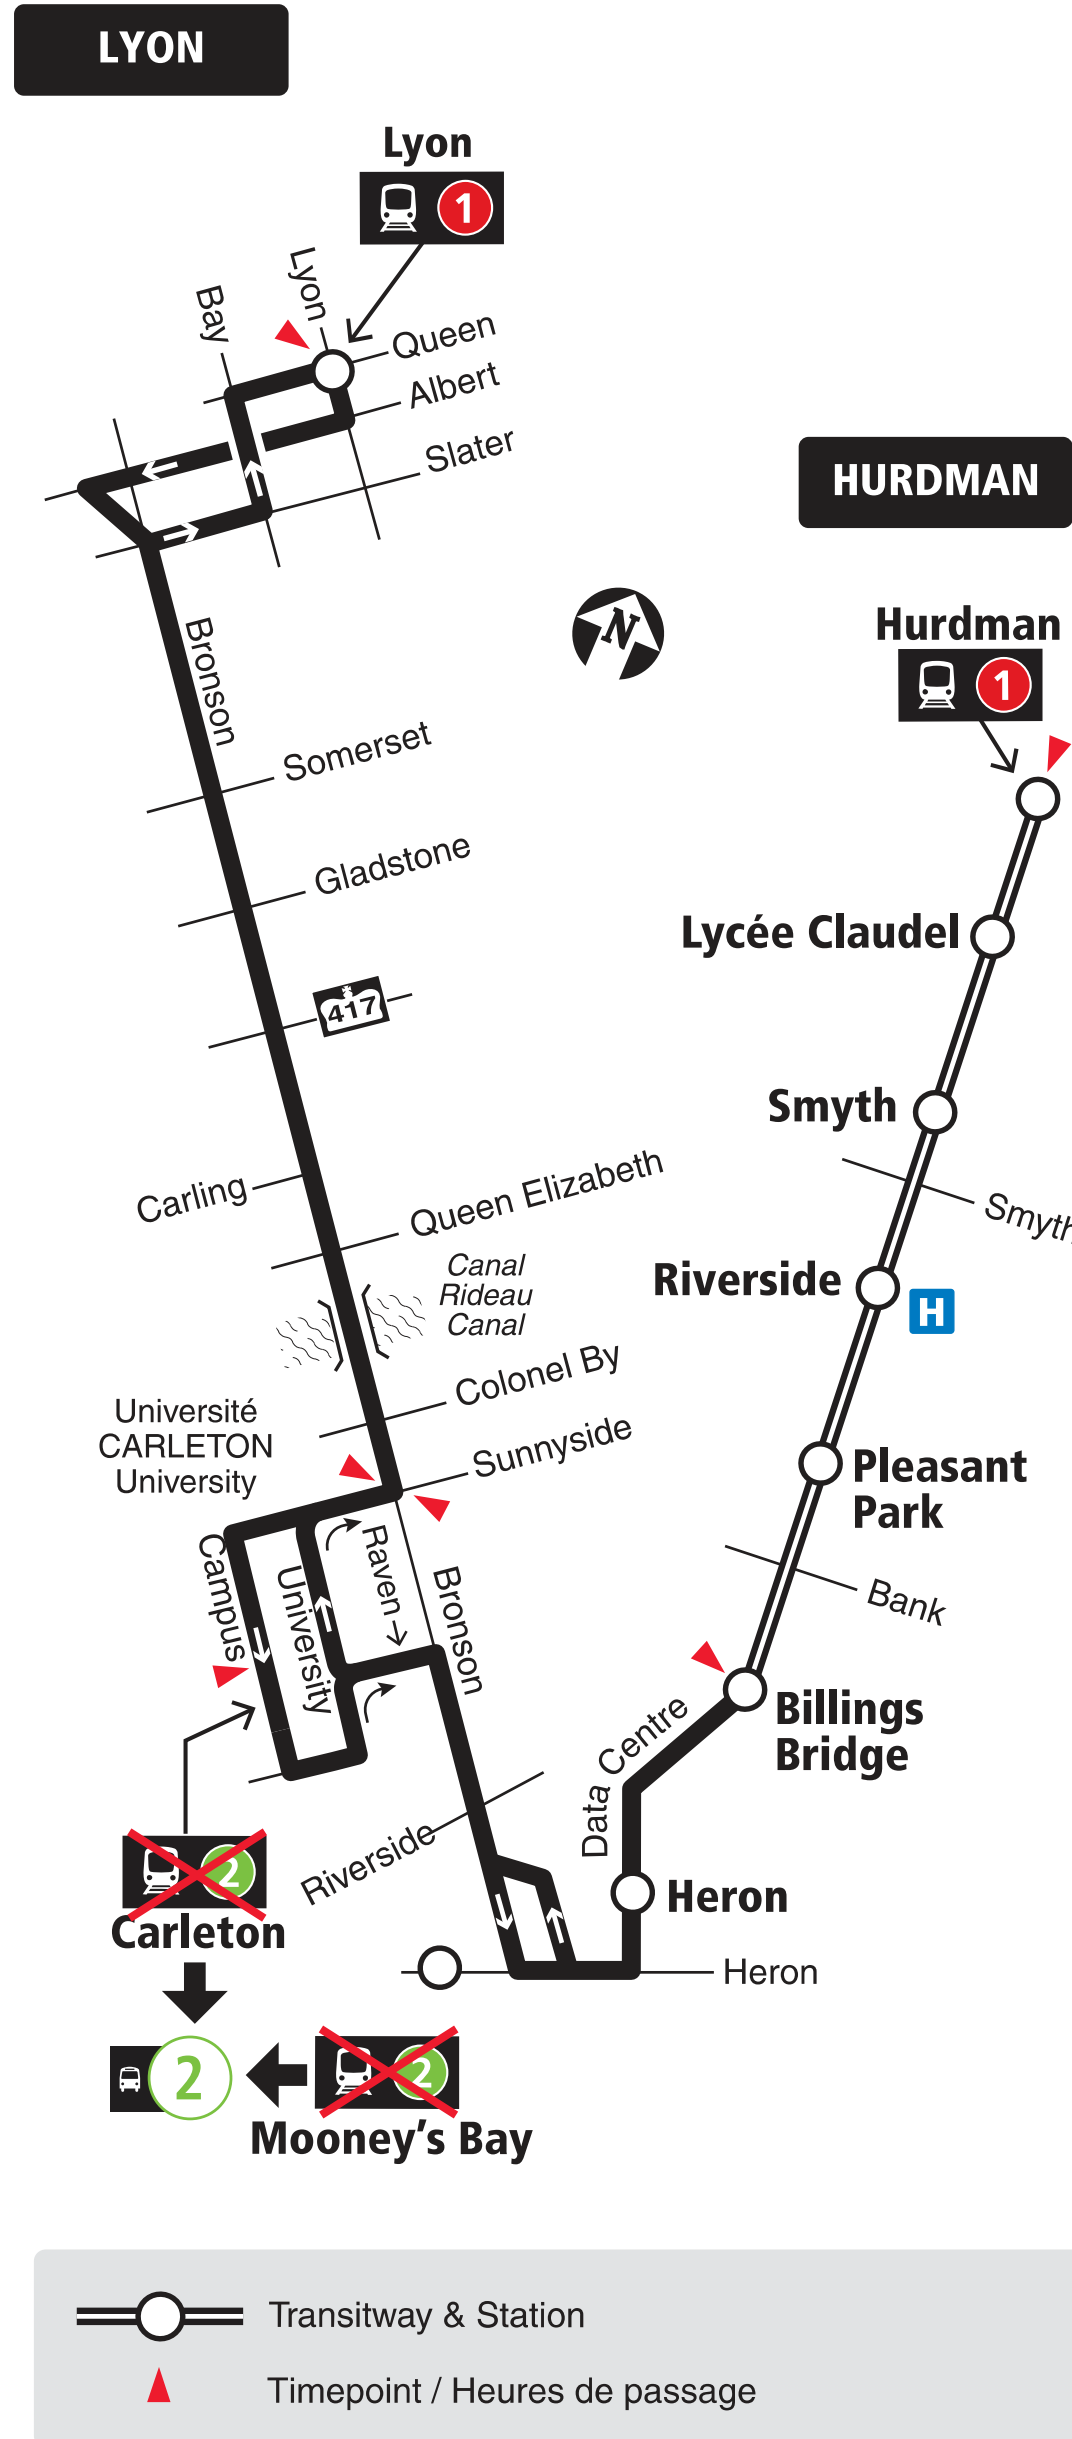 LYON
Lyon
1
Lyon
Bay
Queen
Albert
Slater
HURDMAN
N
Hurdman
1
Bronson
Somerset
Gladstone
Lycée Claudel
417
Smyth
Carling
Queen Elizabeth
Smyth
Canal
Rideau
Canal
Riverside
H
Colonel By
Université
CARLETON
University
Sunnyside
Pleasant
Park
Campus
University
Raven
Bronson
Bank
Billings
Bridge
Data Centre
Riverside
2
Carleton
Heron
Heron
2
2
Mooney's Bay
Transitway & Station
Timepoint / Heures de passage